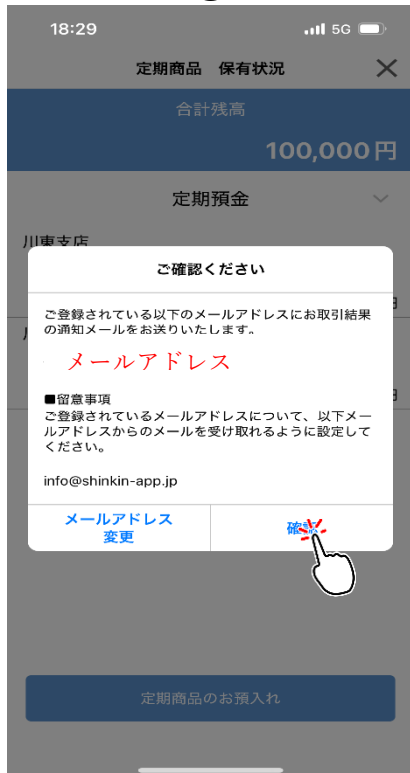 18:29
5G
定期商品 保有状況
合計残高
100,000円
定期預金
川東支店
ご確認ください
円
ご登録されている以下のメールアドレスにお取引結果
の通知メールをお送りいたします。
メールアドレス
■留意事項
ご登録されているメールアドレスについて、以下メー
ルアドレスからのメールを受け取れるように設定して
ください。
info@shinkin-app.jp
メールアドレス
変更
確認
定期商品のお預入れ